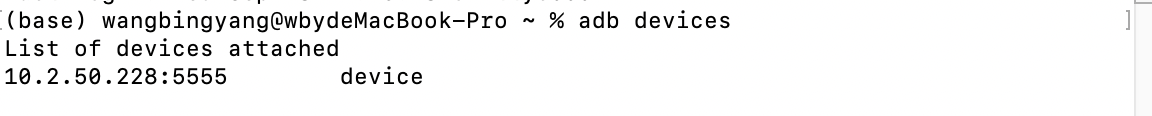 (base) wangbingyang@wbydeMacBook-Pro ~ % adb devices
List of devices attached
10.2.50.228:5555	device